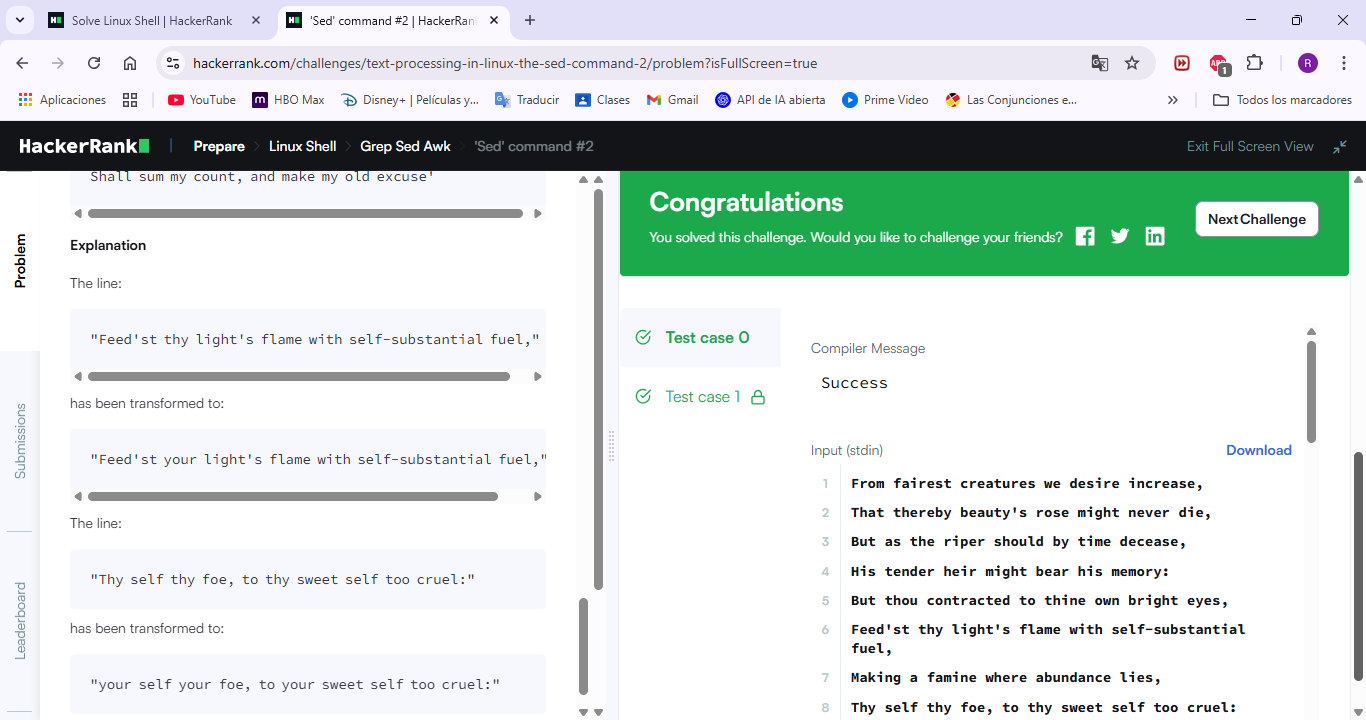 Solve Linux Shell | HackerRank
'Sed' command #2 | HackerRan
hackerrank.com/challenges/text-processing-in-linux-the-sed-command-2/problem?isFullScreen=true
1
R
Aplicaciones
YouTube
HBO Max
Disney+ | Películas y...
Traducir
Clases
Gmail
API de IA abierta
Prime Video
Las Conjunciones e...
Todos los marcadores
HackerRank
Prepare
Linux Shell
Grep Sed Awk
'Sed' command #2
Exit Full Screen View
Problem
Submissions
Leaderboard
Shall sum my count, and make my old excuse'
Explanation
The line:
"Feed'st thy light's flame with self-substantial fuel,"
has been transformed to:
"Feed'st your light's flame with self-substantial fuel,"
The line:
"Thy self thy foe, to thy sweet self too cruel:"
has been transformed to:
"your self your foe, to your sweet self too cruel:"
Congratulations
You solved this challenge. Would you like to challenge your friends?
Next Challenge
Test case 0
Test case 1
Compiler Message
Success
Input (stdin)
Download
1 From fairest creatures we desire increase,
2 That thereby beauty's rose might never die,
3 But as the riper should by time decease,
4 His tender heir might bear his memory:
5 But thou contracted to thine own bright eyes,
6 Feed'st thy light's flame with self-substantial
fuel,
7 Making a famine where abundance lies,
8 Thy self thy foe, to thy sweet self too cruel: